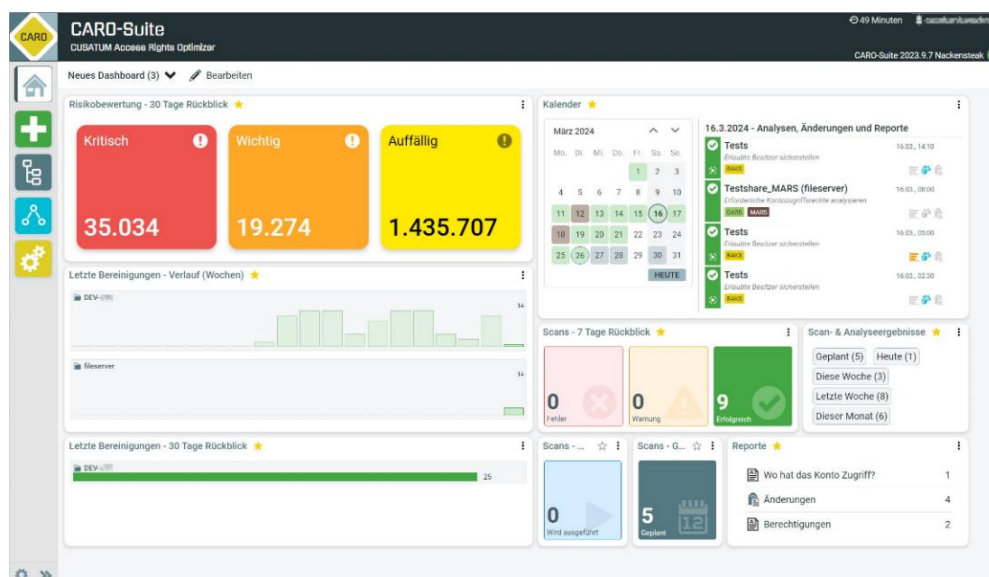 CARO
CARO-Suite
CUSATUM Access Rights Optimizer
49 Minuten
CARO-Suite 2023.9.7 Nackensteak
Neues Dashboard (3)
Bearbeiten
Risikobewertung - 30 Tage Rückblick
Kritisch
35.034
Wichtig
19.274
Auffällig
1.435.707
Letzte Bereinigungen - Verlauf (Wochen)
DEV-
14
fileserver
14
Letzte Bereinigungen - 30 Tage Rückblick
DEV-
25
Kalender
März 2024
Mo. Di. Mi. Do. Fr. Sa. So.
1 2 3
4 5 6 7 8 9 10
11 12 13 14 15 16 17
18 19 20 21 22 23 24
25 26 27 28 29 30 31
HEUTE
16.3.2024 - Analysen, Änderungen und Reporte
Tests 16.03., 14:10
Erlaubte Besitzer sicherstellen
BAKS
Testshare_MARS (fileserver) 16.03., 08:00
Erforderliche Kontozugriffsrechte analysieren
DARS MARS
Tests 16.03., 05:00
Erlaubte Besitzer sicherstellen
BAKS
Tests 16.03., 02:30
Erlaubte Besitzer sicherstellen
BAKS
Scans - 7 Tage Rückblick
0
Fehler
0
Warnung
9
Erfolgreich
Scan- & Analyseergebnisse
Geplant (5) Heute (1)
Diese Woche (3)
Letzte Woche (8)
Dieser Monat (6)
Scans - ...
0
Wird ausgeführt
Scans - G...
5
Geplant
12
Reporte
Wo hat das Konto Zugriff? 1
Änderungen 4
Berechtigungen 2